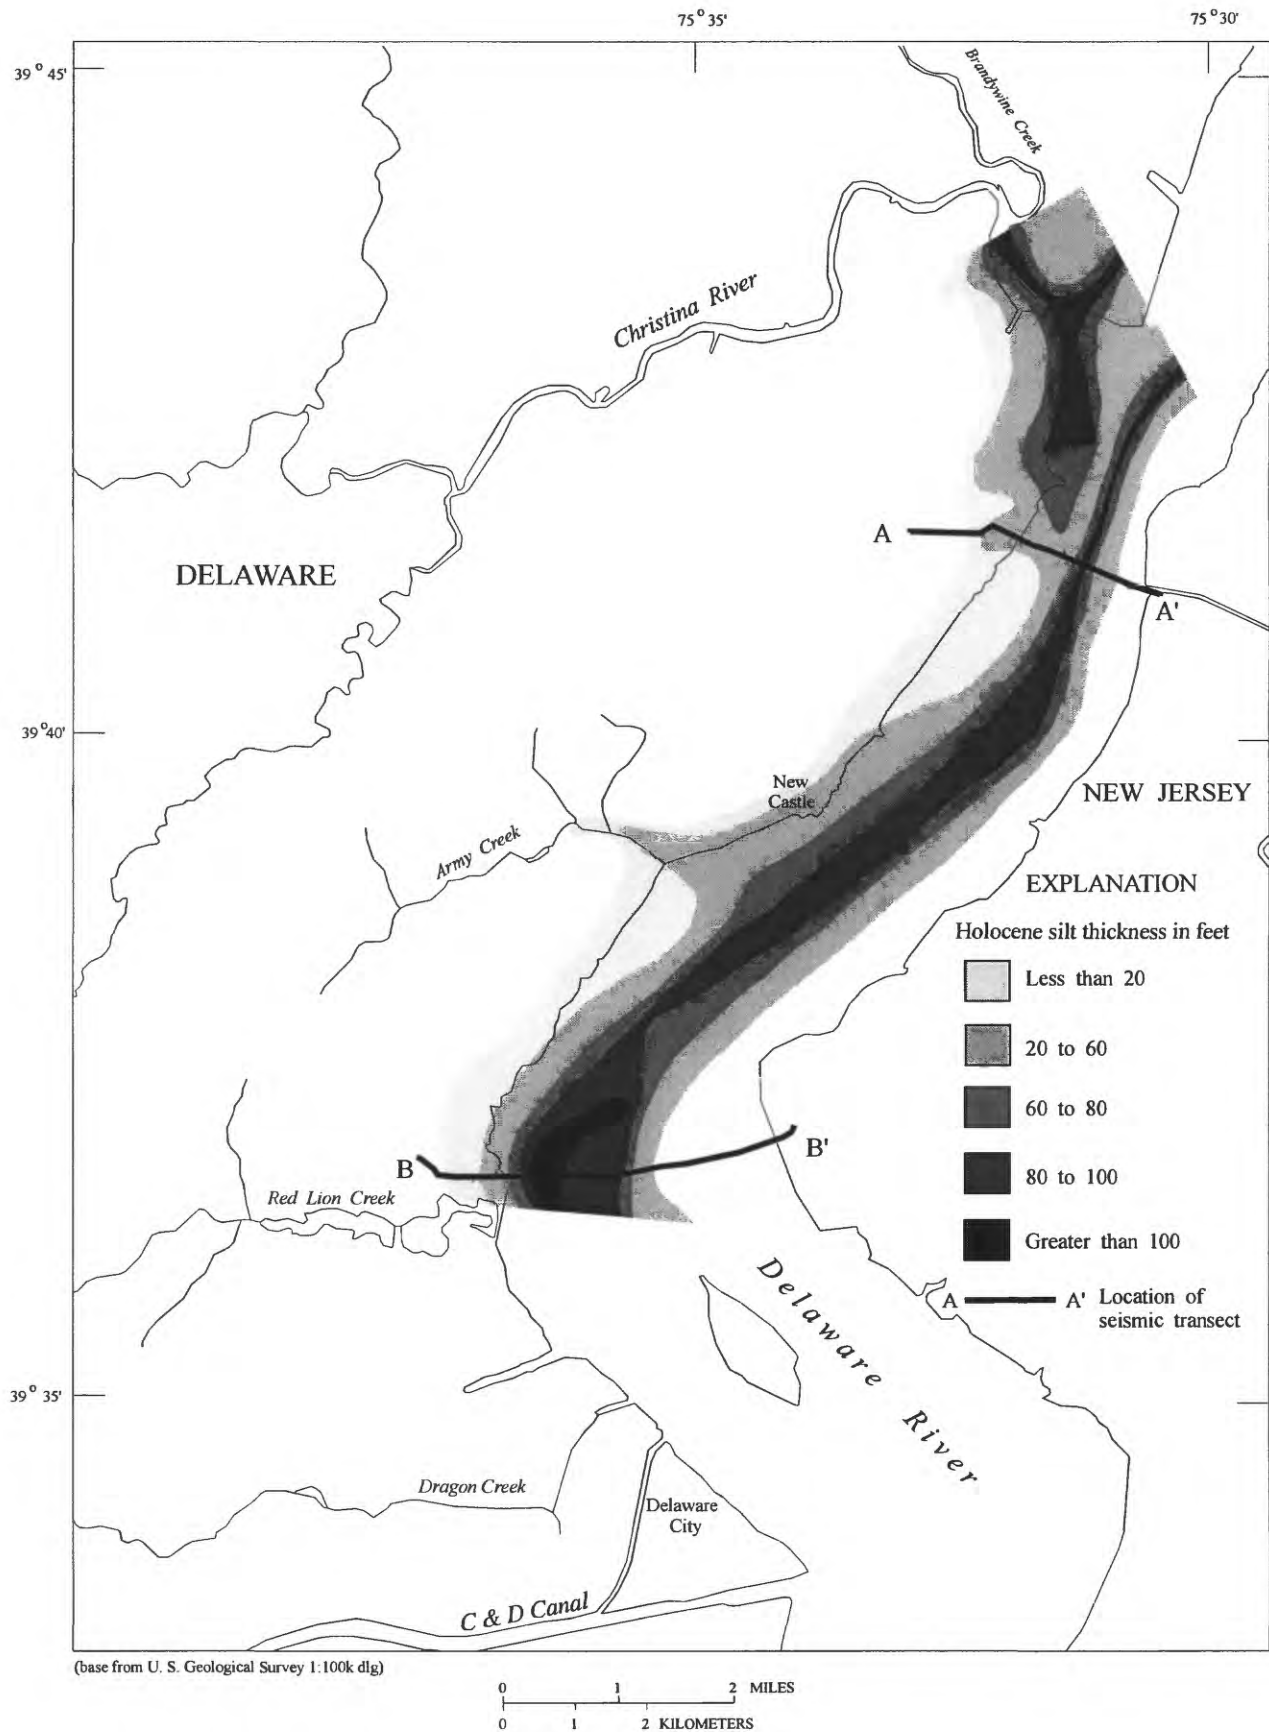 75° 35'
75° 30'
39° 45'
Brandywine Creek
Christina River
DELAWARE
A
A'
39° 40'
New
Castle
NEW JERSEY
Army Creek
EXPLANATION
Holocene silt thickness in feet
Less than 20
20 to 60
60 to 80
80 to 100
Greater than 100
A A' Location of
seismic transect
B
B'
Red Lion Creek
Delaware River
39° 35'
Dragon Creek
Delaware
City
C & D Canal
(base from U. S. Geological Survey 1:100k dlg)
0 1 2 MILES
0 1 2 KILOMETERS